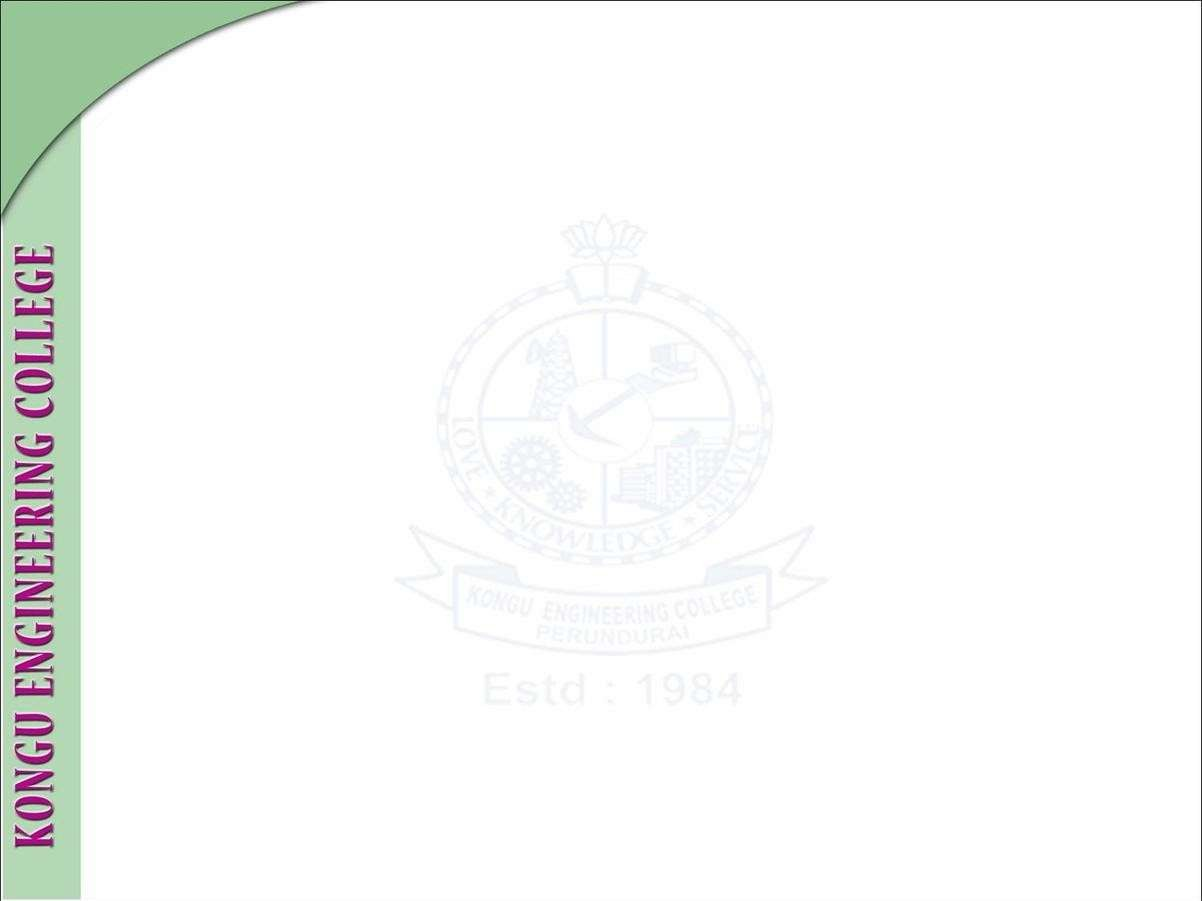 KONGU ENGINEERING COLLEGE
LOVE * KNOWLEDGE * SERVICE
KONGU ENGINEERING COLLEGE
PERUNDURAI
Estd : 1984